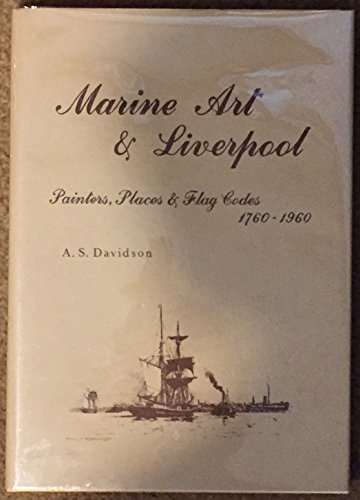 Marine Art
& Liverpool
Painters, Places & Flag Codes
1760-1960
A. S. Davidson